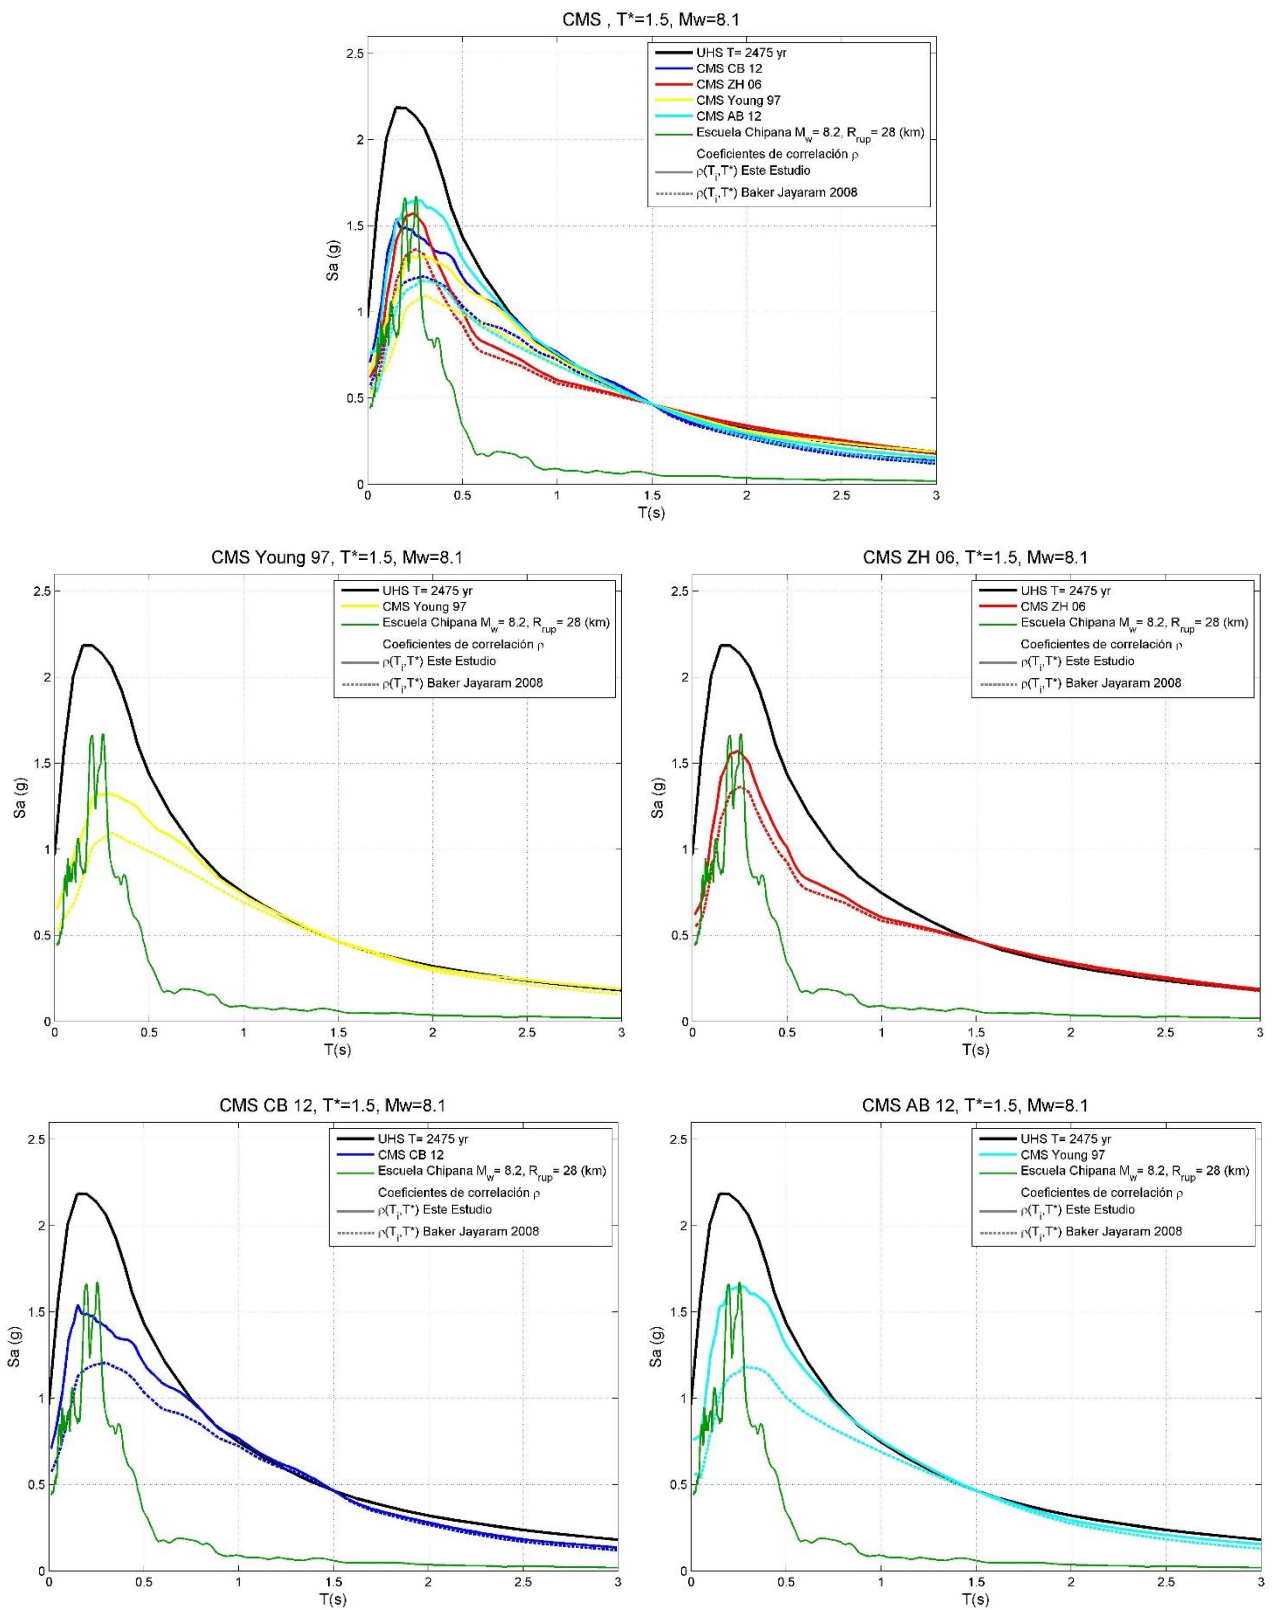 CMS , T*=1.5, Mw=8.1
UHS T= 2475 yr
CMS CB 12
CMS ZH 06
CMS Young 97
CMS AB 12
Escuela Chipana Mw= 8.2, Rrup= 28 (km)
Coeficientes de correlación ρ
ρ(Ti,T*) Este Estudio
ρ(Ti,T*) Baker Jayaram 2008
2.5
2
1.5
1
0.5
0
Sa (g)
0 0.5 1 1.5 2 2.5 3
T(s)
CMS Young 97, T*=1.5, Mw=8.1
UHS T= 2475 yr
CMS Young 97
Escuela Chipana Mw= 8.2, Rrup= 28 (km)
Coeficientes de correlación ρ
ρ(Ti,T*) Este Estudio
ρ(Ti,T*) Baker Jayaram 2008
2.5
2
1.5
1
0.5
0
Sa (g)
0 0.5 1 1.5 2 2.5 3
T(s)
CMS ZH 06, T*=1.5, Mw=8.1
UHS T= 2475 yr
CMS ZH 06
Escuela Chipana Mw= 8.2, Rrup= 28 (km)
Coeficientes de correlación ρ
ρ(Ti,T*) Este Estudio
ρ(Ti,T*) Baker Jayaram 2008
2.5
2
1.5
1
0.5
0
Sa (g)
0 0.5 1 1.5 2 2.5 3
T(s)
CMS CB 12, T*=1.5, Mw=8.1
UHS T= 2475 yr
CMS CB 12
Escuela Chipana Mw= 8.2, Rrup= 28 (km)
Coeficientes de correlación ρ
ρ(Ti,T*) Este Estudio
ρ(Ti,T*) Baker Jayaram 2008
2.5
2
1.5
1
0.5
0
Sa (g)
0 0.5 1 1.5 2 2.5 3
T(s)
CMS AB 12, T*=1.5, Mw=8.1
UHS T= 2475 yr
CMS Young 97
Escuela Chipana Mw= 8.2, Rrup= 28 (km)
Coeficientes de correlación ρ
ρ(Ti,T*) Este Estudio
ρ(Ti,T*) Baker Jayaram 2008
2.5
2
1.5
1
0.5
0
Sa (g)
0 0.5 1 1.5 2 2.5 3
T(s)